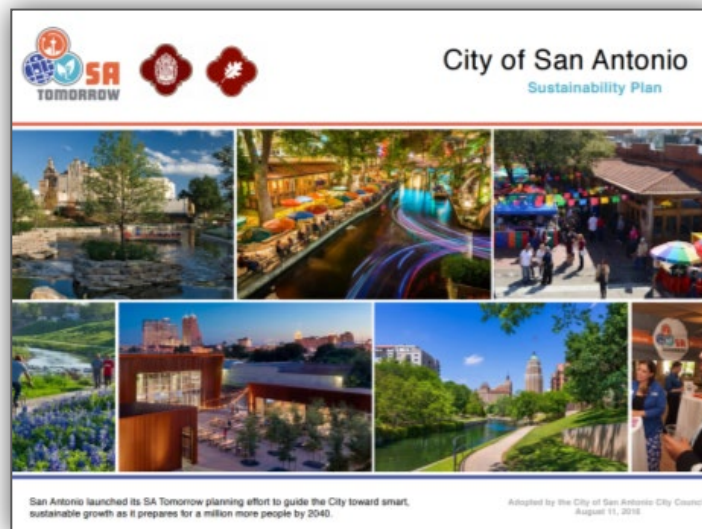 SA
TOMORROW
City of San Antonio
Sustainability Plan
SA
San Antonio launched its SA Tomorrow planning effort to guide the City toward smart,
sustainable growth as it prepares for a million more people by 2040.
Adopted by the City of San Antonio City Counc
August 11, 2016